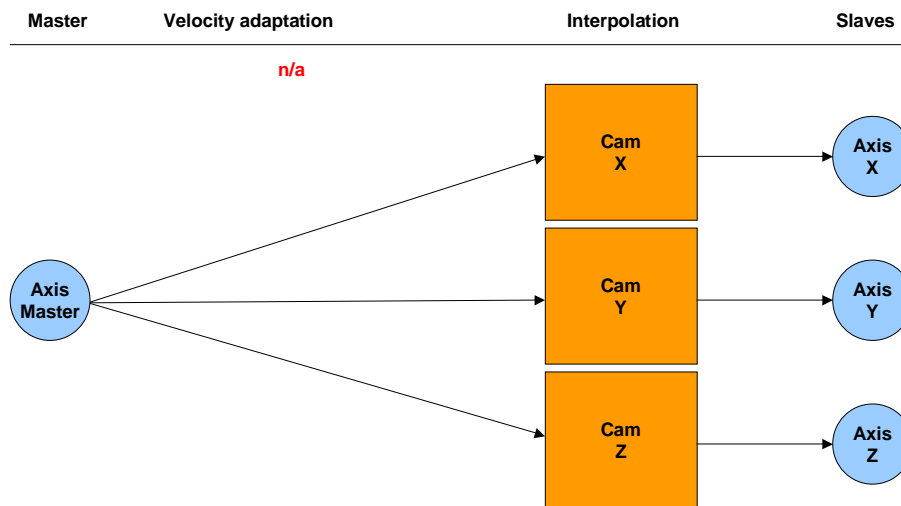 Master Velocity adaptation Interpolation Slaves
n/a
Cam
X
Axis
X
Axis
Master
Cam
Y
Axis
Y
Cam
Z
Axis
Z